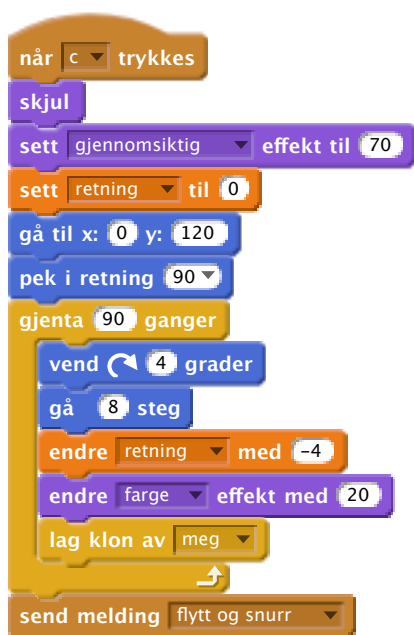 når c trykkes
skjul
sett gjennomsiktig effekt til 70
sett retning til 0
gå til x: 0 y: 120
pek i retning 90
gjenta 90 ganger
vend 4 grader
gå 8 steg
endre retning med -4
endre farge effekt med 20
lag klon av meg
send melding flytt og snurr